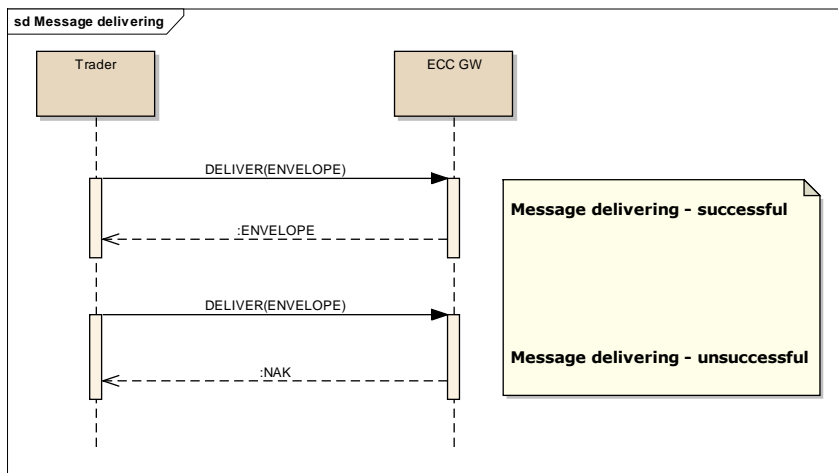 sd Message delivering
Trader
ECC GW
DELIVER(ENVELOPE)
:ENVELOPE
Message delivering - successful
DELIVER(ENVELOPE)
:NAK
Message delivering - unsuccessful